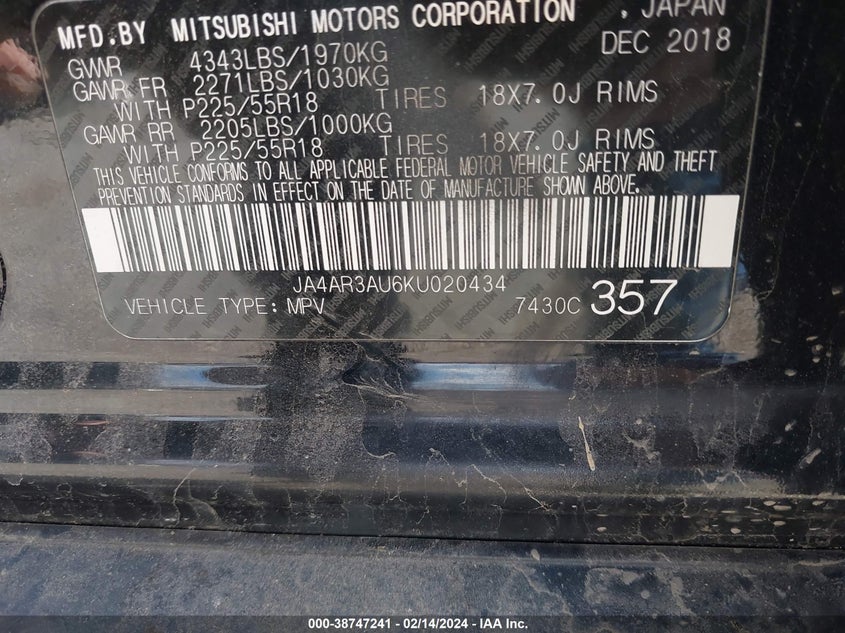 MFD.BY MITSUBISHI MOTORS CORPORATION , JAPAN
GVWR 4343LBS/1970KG DEC 2018
GAWR FR 2271LBS/1030KG
WITH P225/55R18 TIRES 18X7.0J RIMS
GAWR RR 2205LBS/1000KG
WITH P225/55R18 TIRES 18X7.0J RIMS
THIS VEHICLE CONFORMS TO ALL APPLICABLE FEDERAL MOTOR VEHICLE SAFETY AND THEFT
PREVENTION STANDARDS IN EFFECT ON THE DATE OF MANUFACTURE SHOWN ABOVE.
JA4AR3AU6KU020434
VEHICLE TYPE: MPV 7430C 357
000-38747241 - 02/14/2024 - IAA Inc.